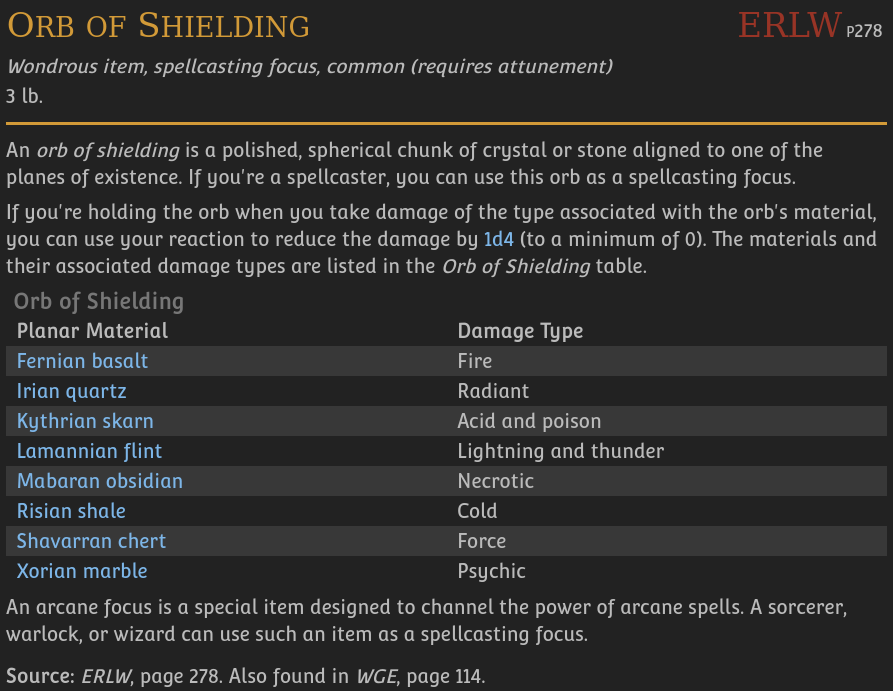 Orb of Shielding ERLW P278
Wondrous item, spellcasting focus, common (requires attunement)
3 lb.
An orb of shielding is a polished, spherical chunk of crystal or stone aligned to one of the
planes of existence. If you're a spellcaster, you can use this orb as a spellcasting focus.
If you're holding the orb when you take damage of the type associated with the orb's material,
you can use your reaction to reduce the damage by 1d4 (to a minimum of 0). The materials and
their associated damage types are listed in the Orb of Shielding table.
Orb of Shielding
Planar Material Damage Type
Fernian basalt Fire
Irian quartz Radiant
Kythrian skarn Acid and poison
Lamannian flint Lightning and thunder
Mabaran obsidian Necrotic
Risian shale Cold
Shavarran chert Force
Xorian marble Psychic
An arcane focus is a special item designed to channel the power of arcane spells. A sorcerer,
warlock, or wizard can use such an item as a spellcasting focus.
Source: ERLW, page 278. Also found in WGE, page 114.